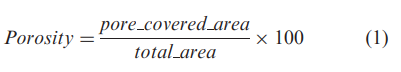 Porosity = pore_covered_area / total_area × 100 (1)